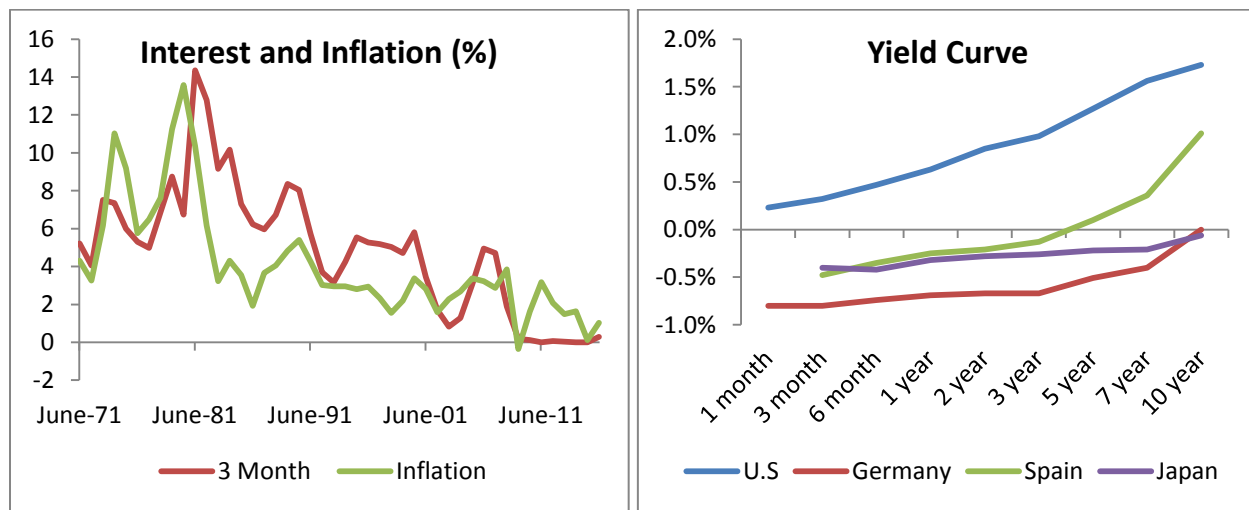 Interest and Inflation (%)
16
14
12
10
8
6
4
2
0
-2
June-71 June-81 June-91 June-01 June-11
3 Month Inflation
Yield Curve
2.0%
1.5%
1.0%
0.5%
0.0%
-0.5%
-1.0%
1 month
3 month
6 month
1 year
2 year
3 year
5 year
7 year
10 year
U.S Germany Spain Japan